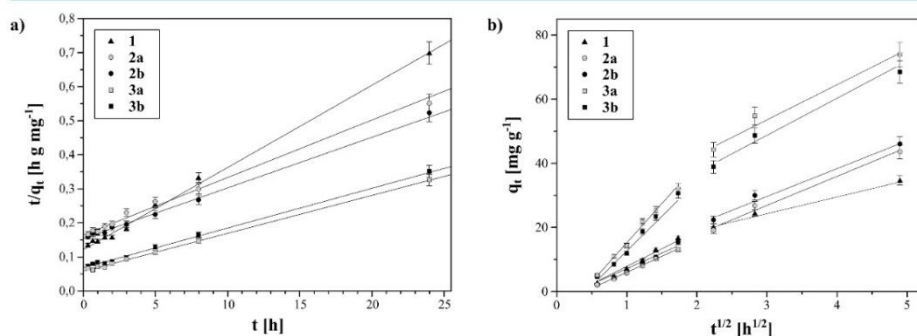 a)
0,8
0,7
0,6
0,5
0,4
0,3
0,2
0,1
0,0
t/qt [h g mg-1]
1
2a
2b
3a
3b
0
5
10
15
20
25
t [h]
b)
80
60
40
20
0
qt [mg g-1]
1
2a
2b
3a
3b
0
1
2
3
4
5
t1/2 [h1/2]